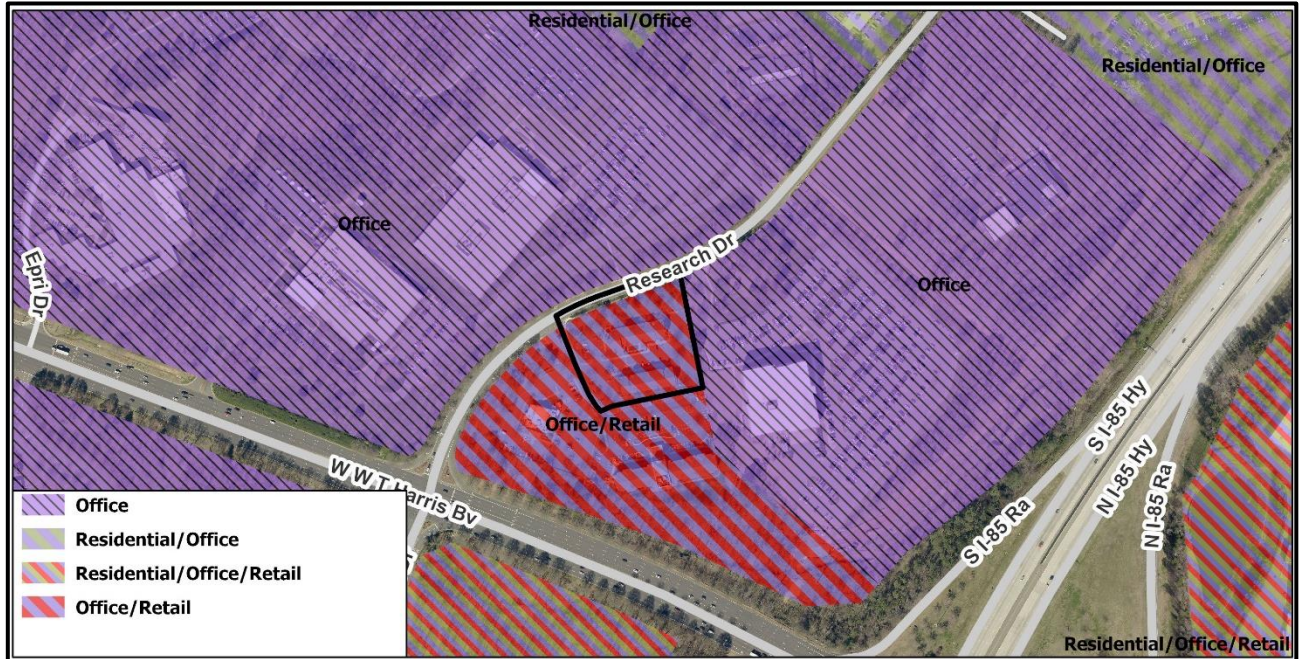 Residential/Office
Residential/Office
Office
Research Dr
Epri Dr
Office
Office/Retail
S I-85 Hy
N I-85 Hy
N I-85 Ra
S I-85 Ra
W W T Harris Bv
Office
Residential/Office
Residential/Office/Retail
Office/Retail
Residential/Office/Retail